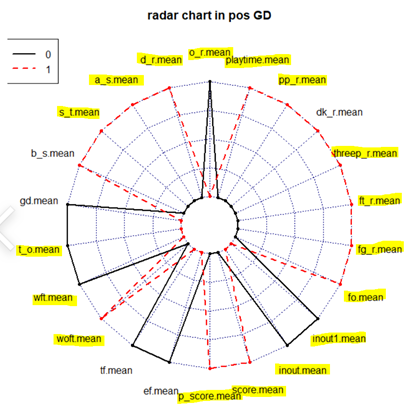 radar chart in pos GD
0
1
o_r.mean
playtime.mean
pp_r.mean
dk_r.mean
threep_r.mean
ft_r.mean
fg_r.mean
fo.mean
inout1.mean
inout.mean
score.mean
p_score.mean
ef.mean
tf.mean
woft.mean
wft.mean
t_o.mean
gd.mean
b_s.mean
s_t.mean
a_s.mean
d_r.mean